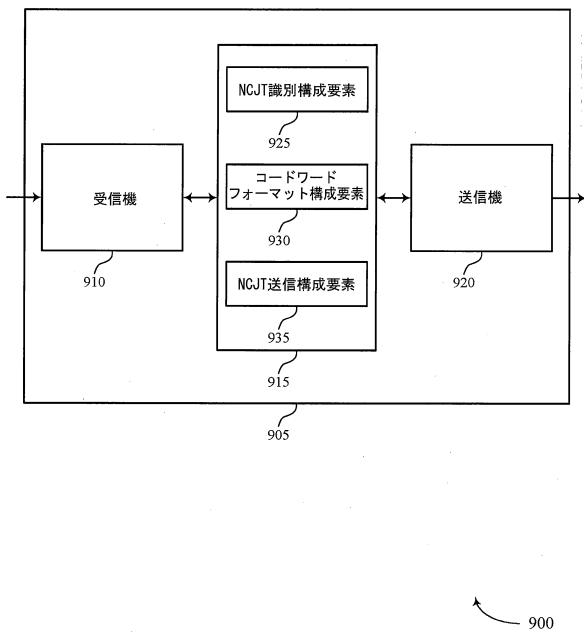 NCJT識別構成要素
925
コードワード
フォーマット構成要素
930
NCJT送信構成要素
935
915
受信機
910
送信機
920
905
900